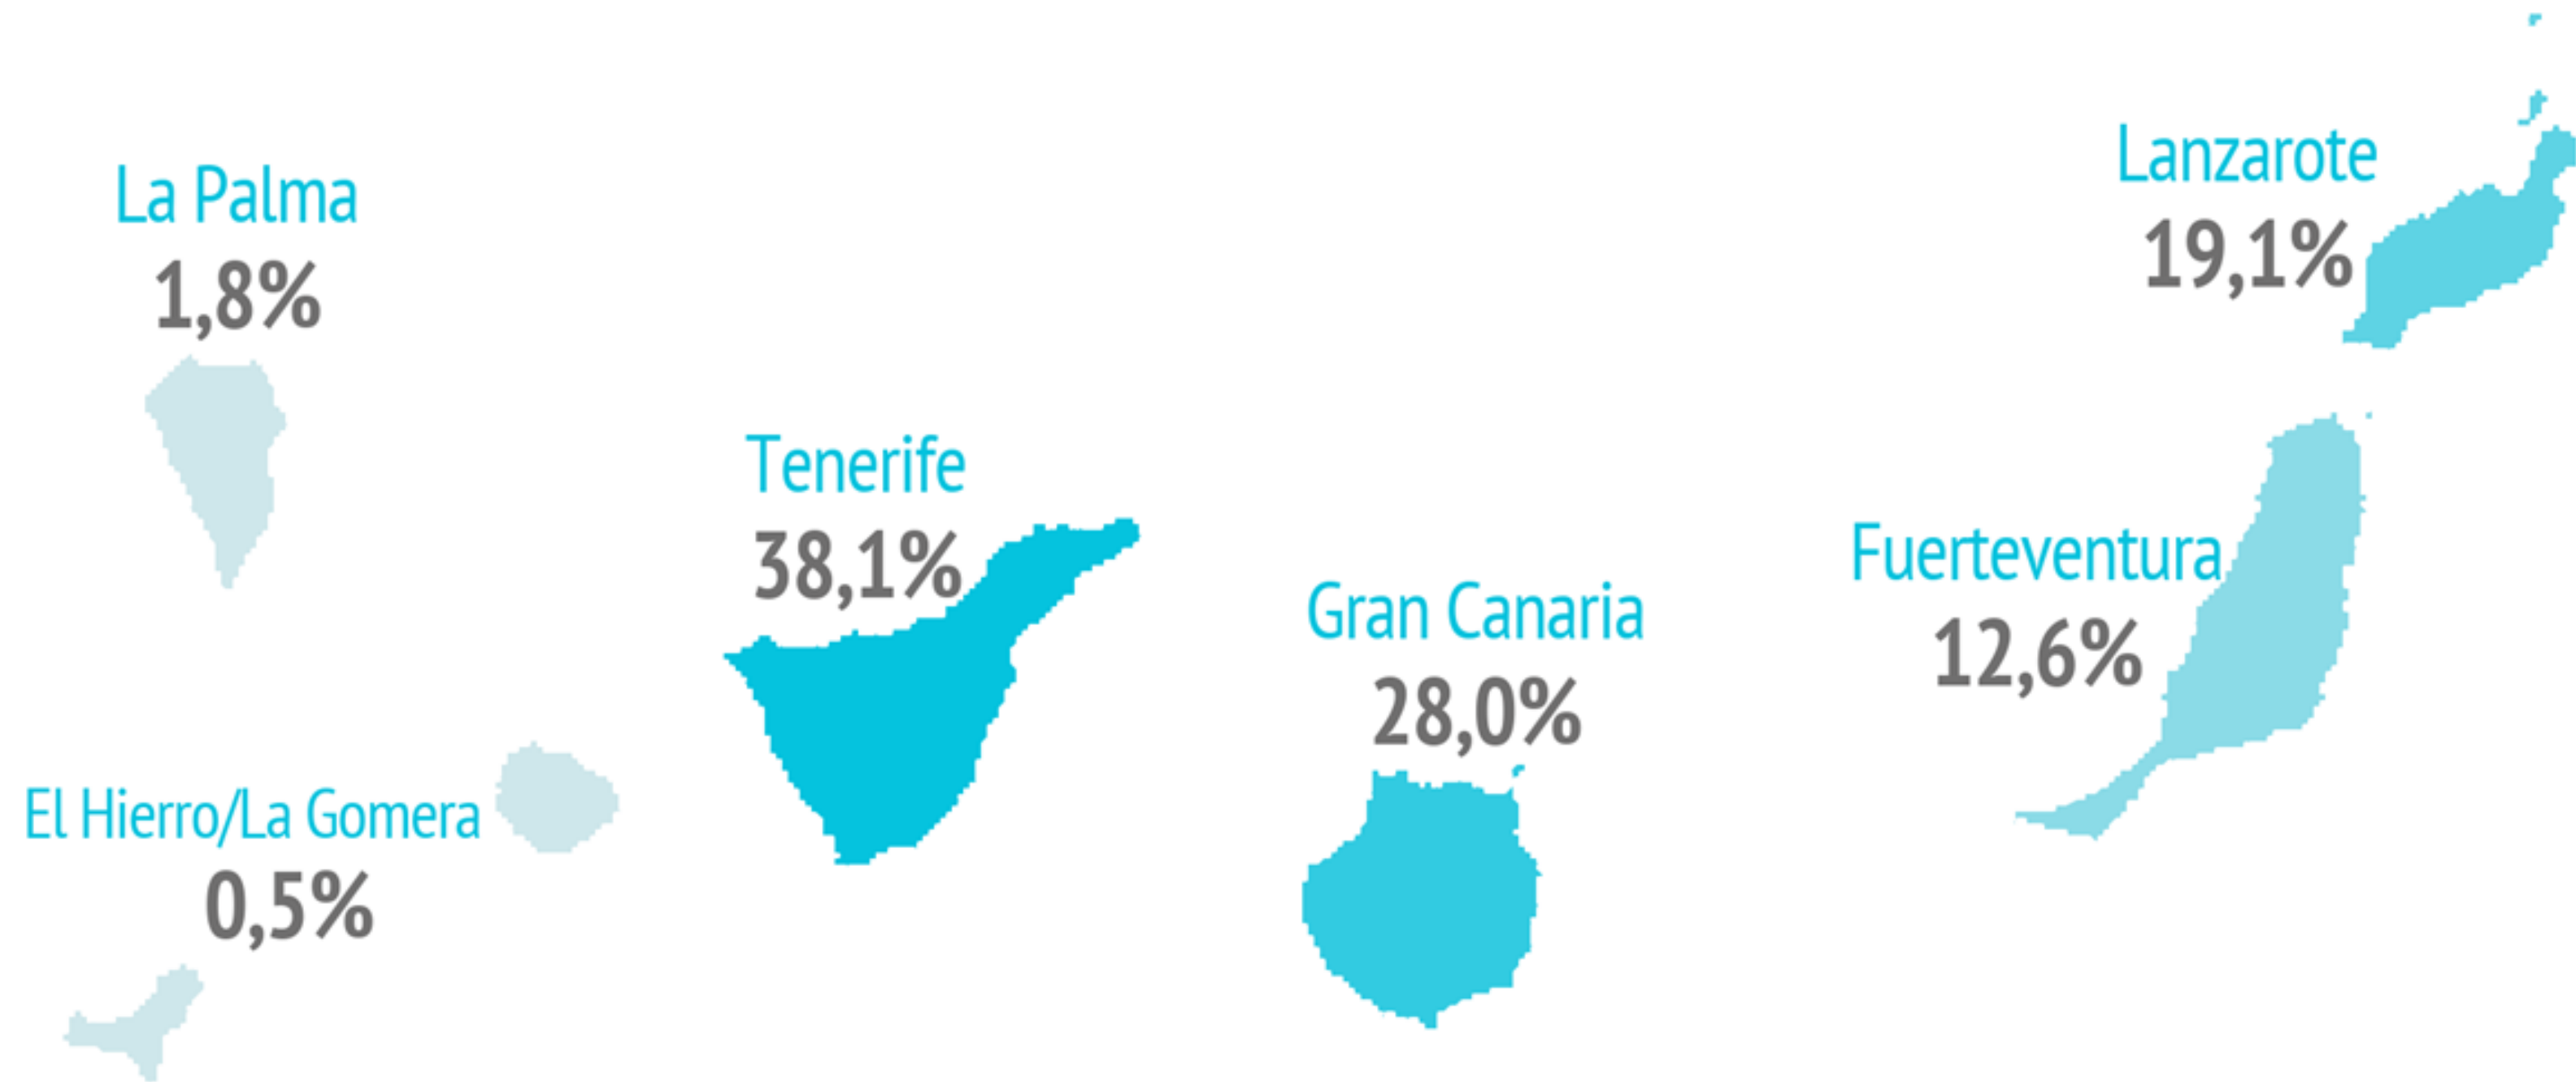 La Palma
1,8%
Lanzarote
19,1%
Tenerife
38,1%
Fuerteventura
12,6%
Gran Canaria
28,0%
El Hierro/La Gomera
0,5%